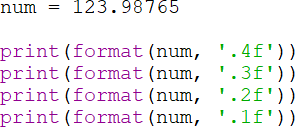 num = 123.98765
print(format(num, '.4f'))
print(format(num, '.3f'))
print(format(num, '.2f'))
print(format(num, '.1f'))